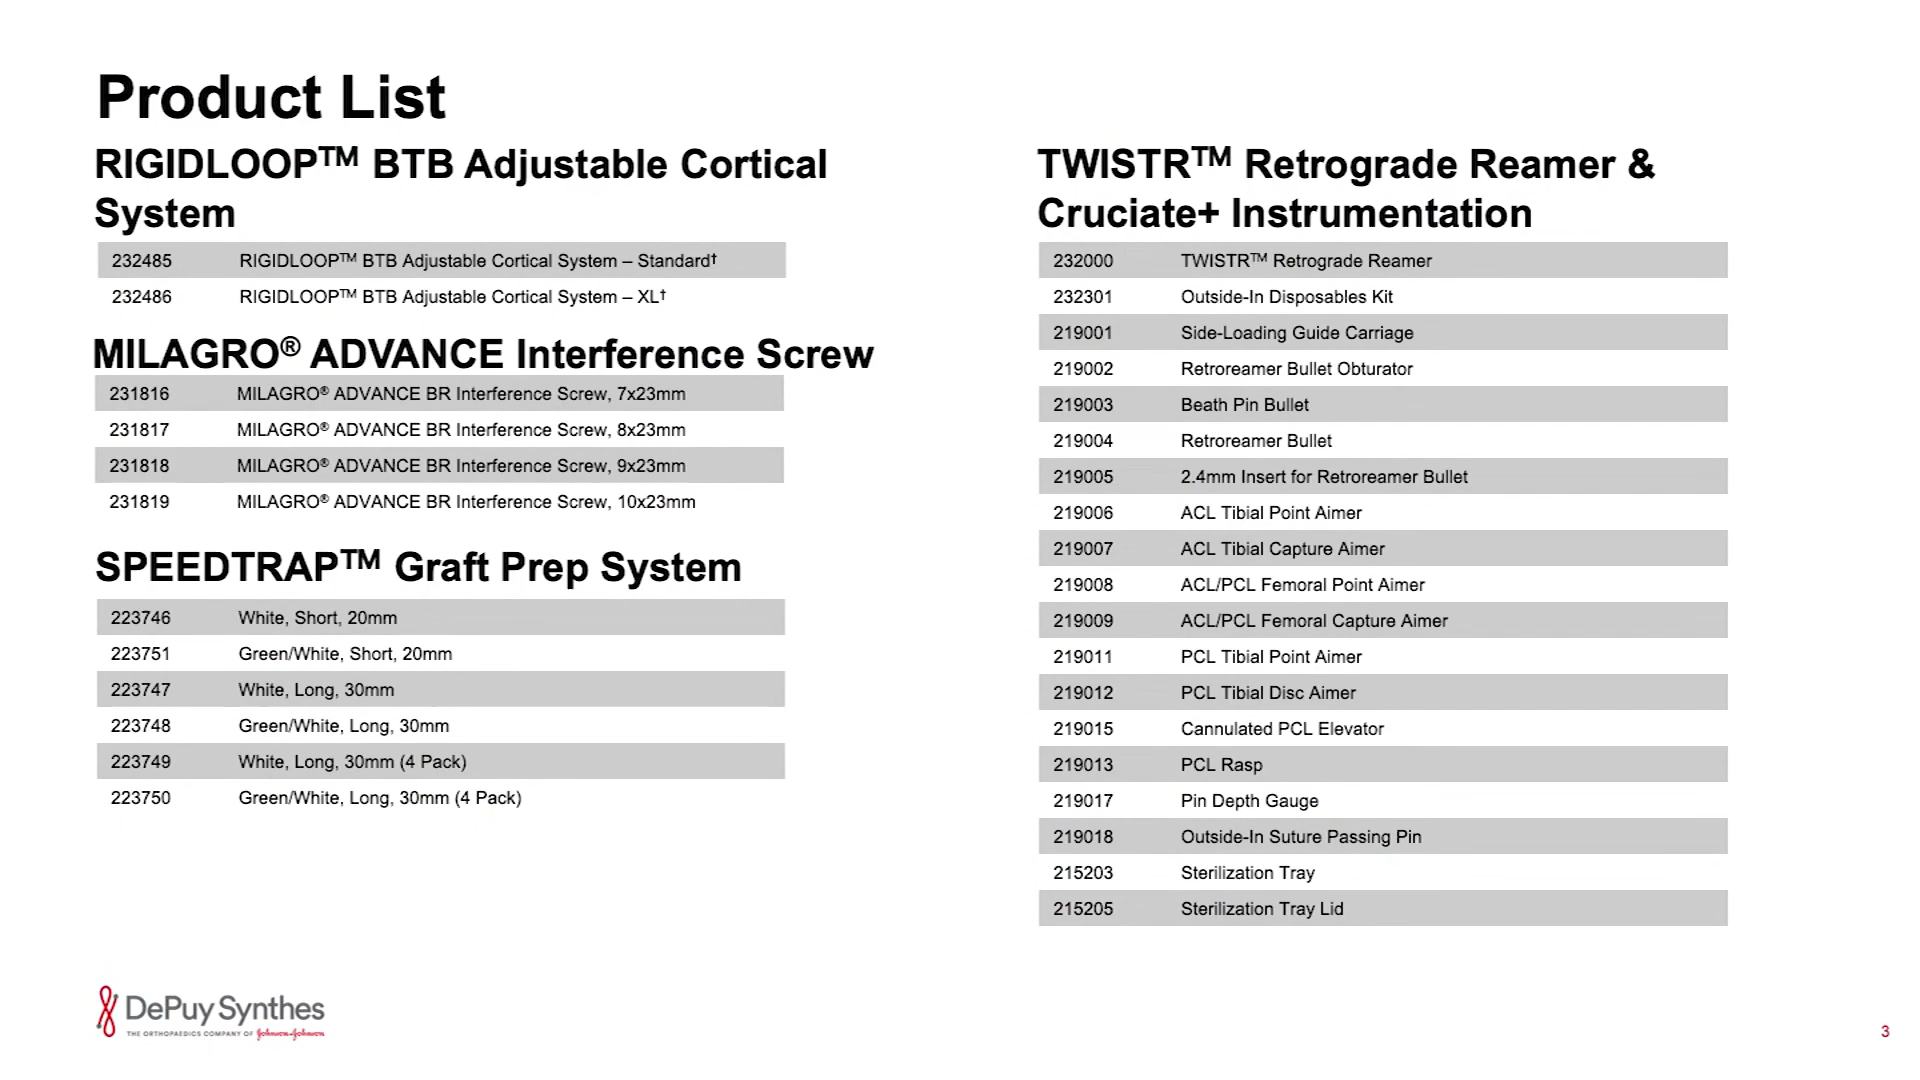 Product List
RIGIDLOOP™ BTB Adjustable Cortical
System
232485 RIGIDLOOP™ BTB Adjustable Cortical System – Standard†
232486 RIGIDLOOP™ BTB Adjustable Cortical System – XL†
MILAGRO® ADVANCE Interference Screw
231816 MILAGRO® ADVANCE BR Interference Screw, 7x23mm
231817 MILAGRO® ADVANCE BR Interference Screw, 8x23mm
231818 MILAGRO® ADVANCE BR Interference Screw, 9x23mm
231819 MILAGRO® ADVANCE BR Interference Screw, 10x23mm
SPEEDTRAP™ Graft Prep System
223746 White, Short, 20mm
223751 Green/White, Short, 20mm
223747 White, Long, 30mm
223748 Green/White, Long, 30mm
223749 White, Long, 30mm (4 Pack)
223750 Green/White, Long, 30mm (4 Pack)
TWISTR™ Retrograde Reamer &
Cruciate+ Instrumentation
232000 TWISTR™ Retrograde Reamer
232301 Outside-In Disposables Kit
219001 Side-Loading Guide Carriage
219002 Retroreamer Bullet Obturator
219003 Beath Pin Bullet
219004 Retroreamer Bullet
219005 2.4mm Insert for Retroreamer Bullet
219006 ACL Tibial Point Aimer
219007 ACL Tibial Capture Aimer
219008 ACL/PCL Femoral Point Aimer
219009 ACL/PCL Femoral Capture Aimer
219011 PCL Tibial Point Aimer
219012 PCL Tibial Disc Aimer
219015 Cannulated PCL Elevator
219013 PCL Rasp
219017 Pin Depth Gauge
219018 Outside-In Suture Passing Pin
215203 Sterilization Tray
215205 Sterilization Tray Lid
DePuy Synthes
THE ORTHOPAEDICS COMPANY OF Johnson & Johnson
3